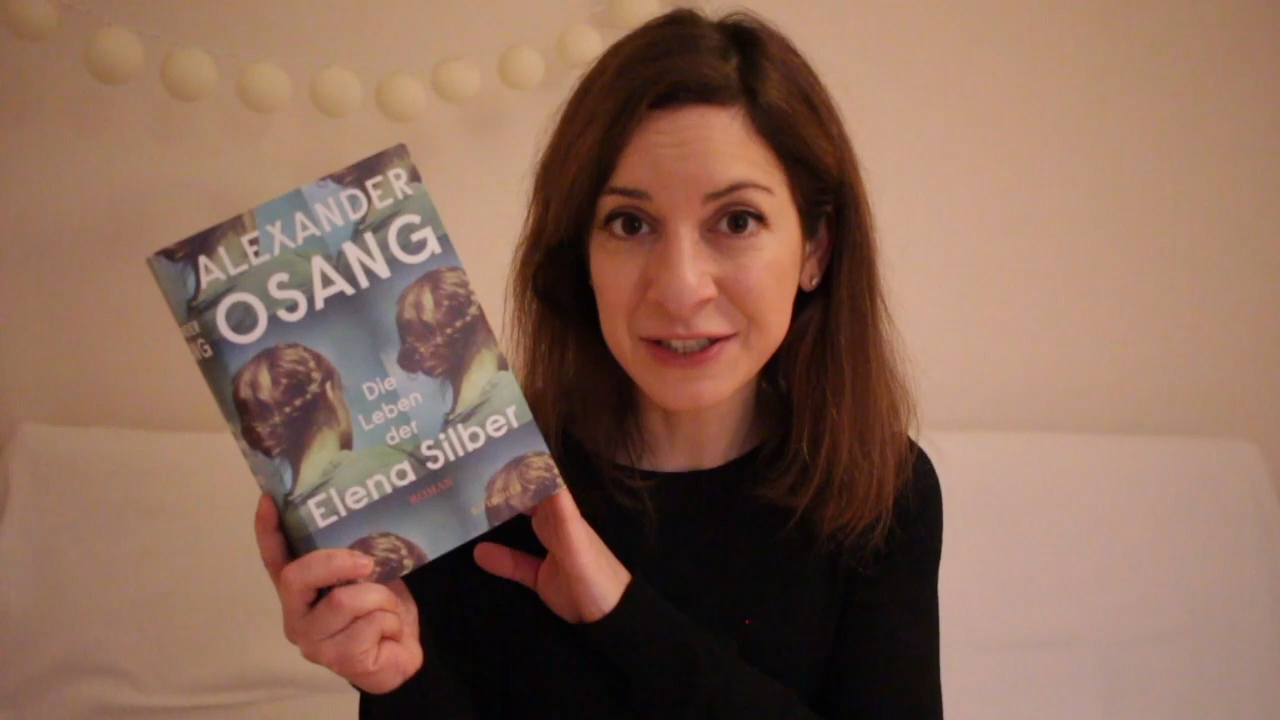 ALEXANDER
OSANG
Die
Leben
der
Elena Silber
ROMAN